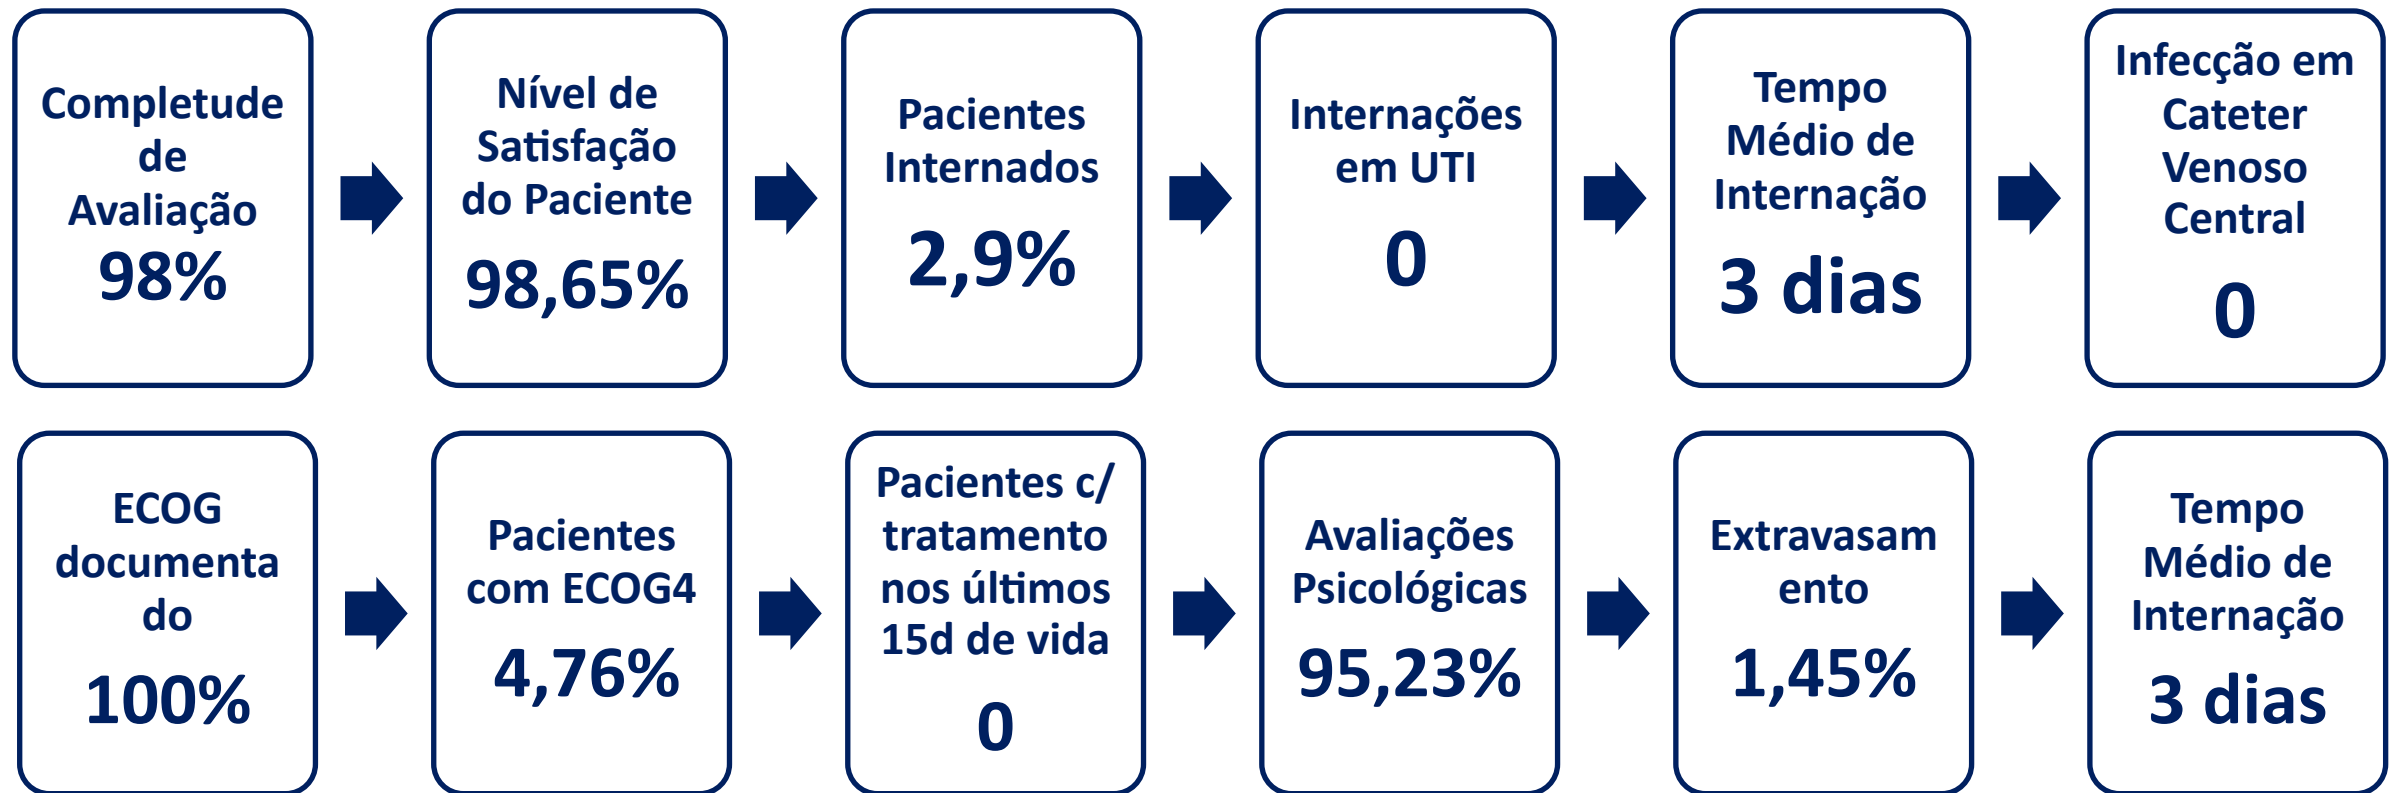 Completude
de
Avaliação
98%
Nível de
Satisfação
do Paciente
98,65%
Pacientes
Internados
2,9%
Internações
em UTI
0
Tempo
Médio de
Internação
3 dias
Infecção em
Cateter
Venoso
Central
0
ECOG
documenta
do
100%
Pacientes
com ECOG4
4,76%
Pacientes c/
tratamento
nos últimos
15d de vida
0
Avaliações
Psicológicas
95,23%
Extravasam
ento
1,45%
Tempo
Médio de
Internação
3 dias